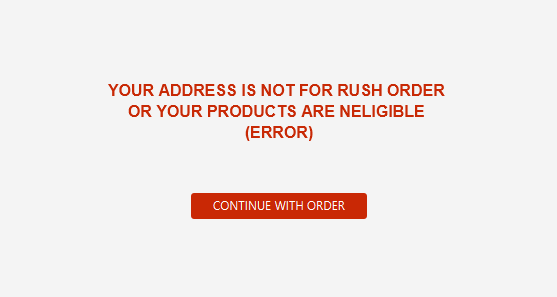 YOUR ADDRESS IS NOT FOR RUSH ORDER
OR YOUR PRODUCTS ARE NELIGIBLE
(ERROR)
CONTINUE WITH ORDER